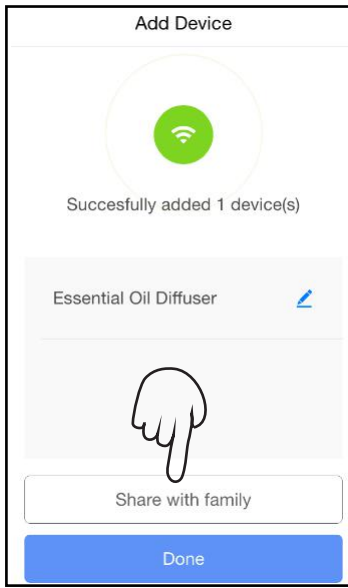 Add Device
Succesfully added 1 device(s)
Essential Oil Diffuser
Share with family
Done